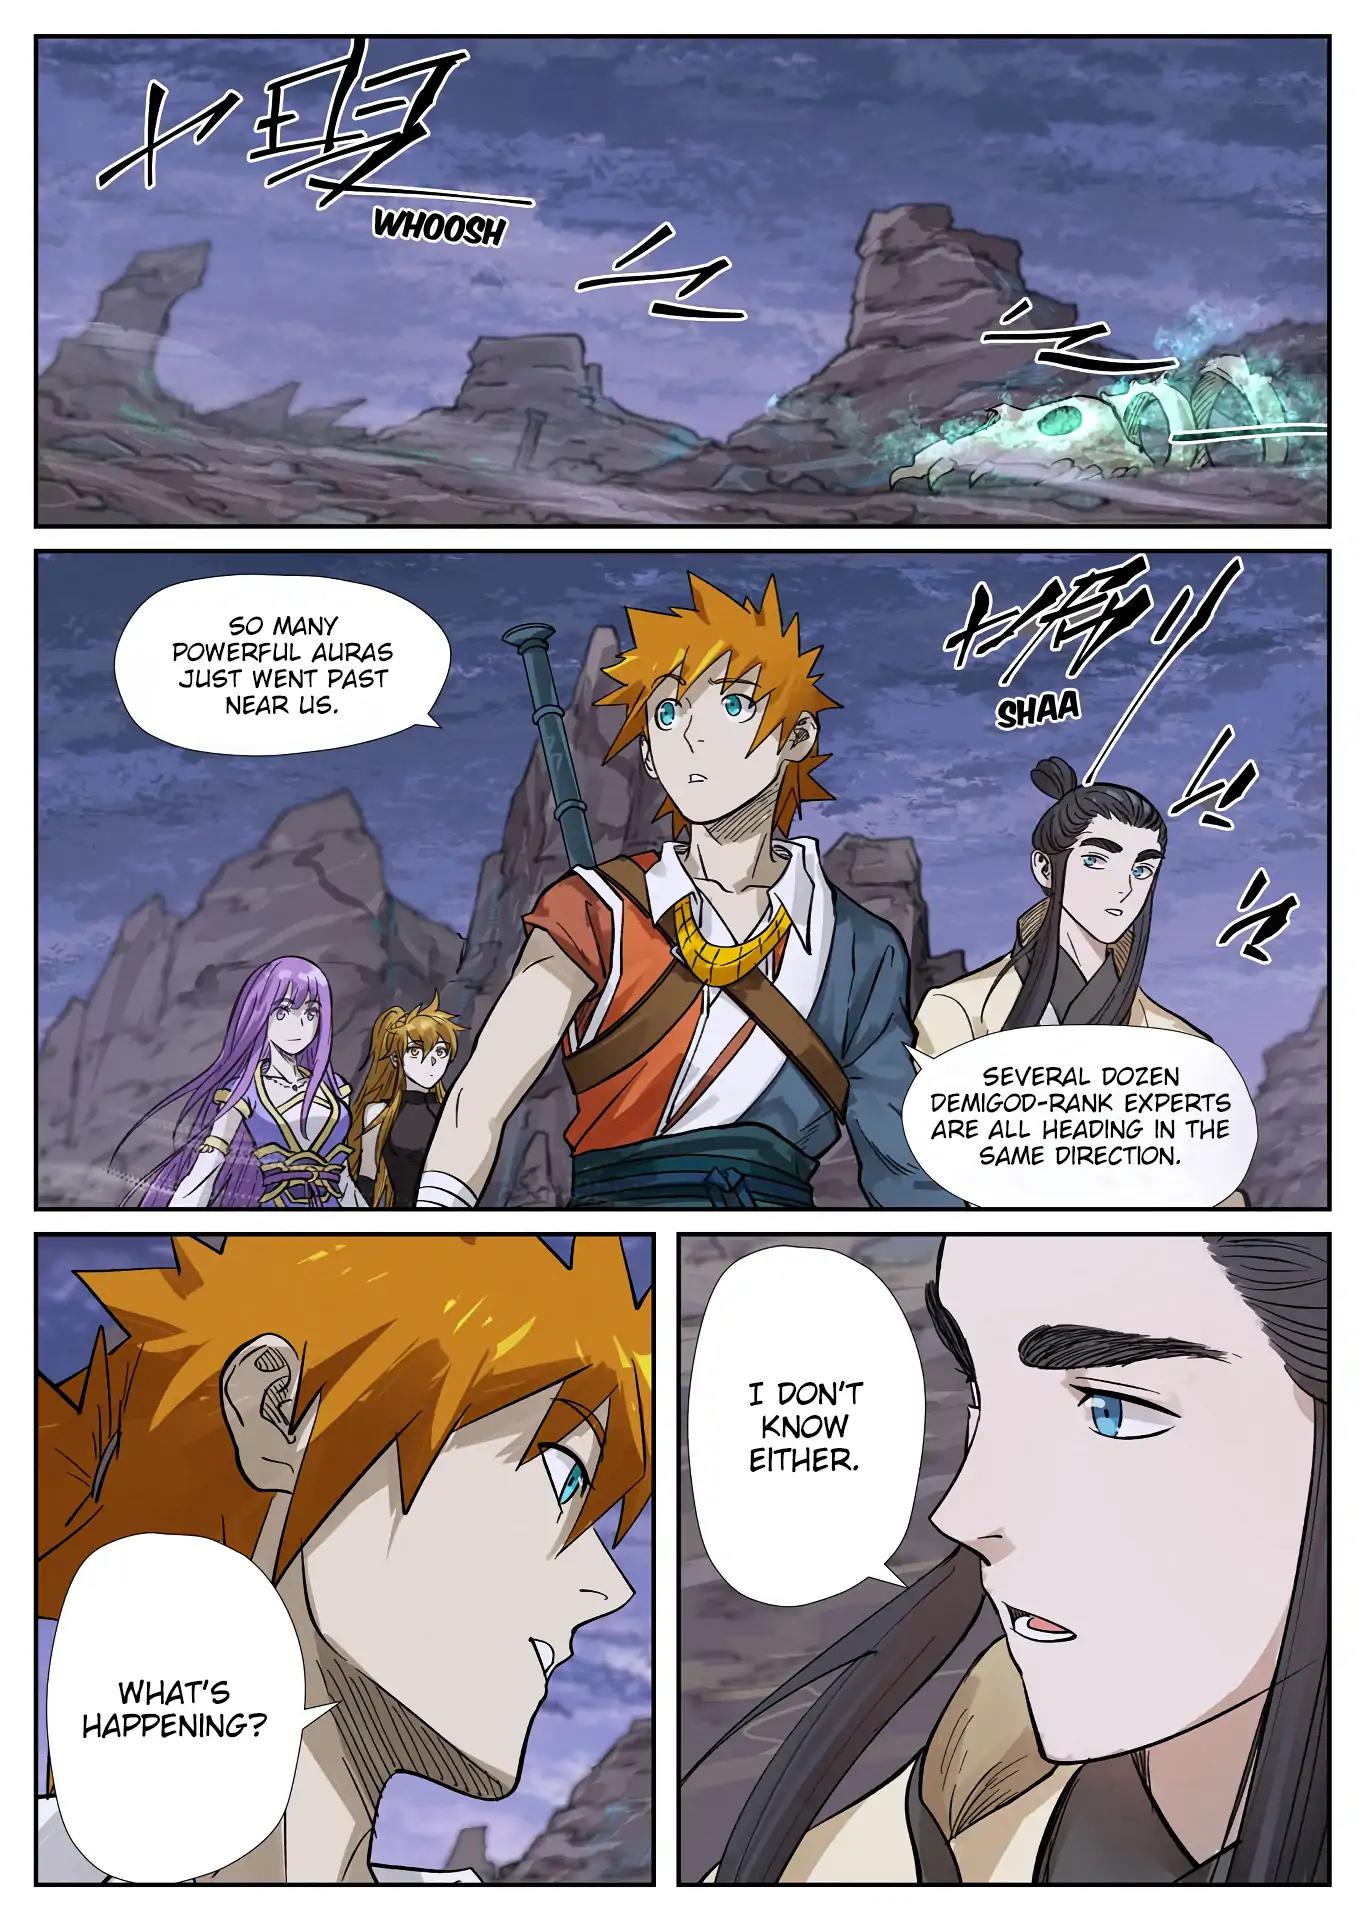 WHOOSH
SO MANY
POWERFUL AURAS
JUST WENT PAST
NEAR US.
SHAA
SEVERAL DOZEN
DEMIGOD-RANK EXPERTS
ARE ALL HEADING IN THE
SAME DIRECTION.
WHAT'S
HAPPENING?
I DON'T
KNOW
EITHER.